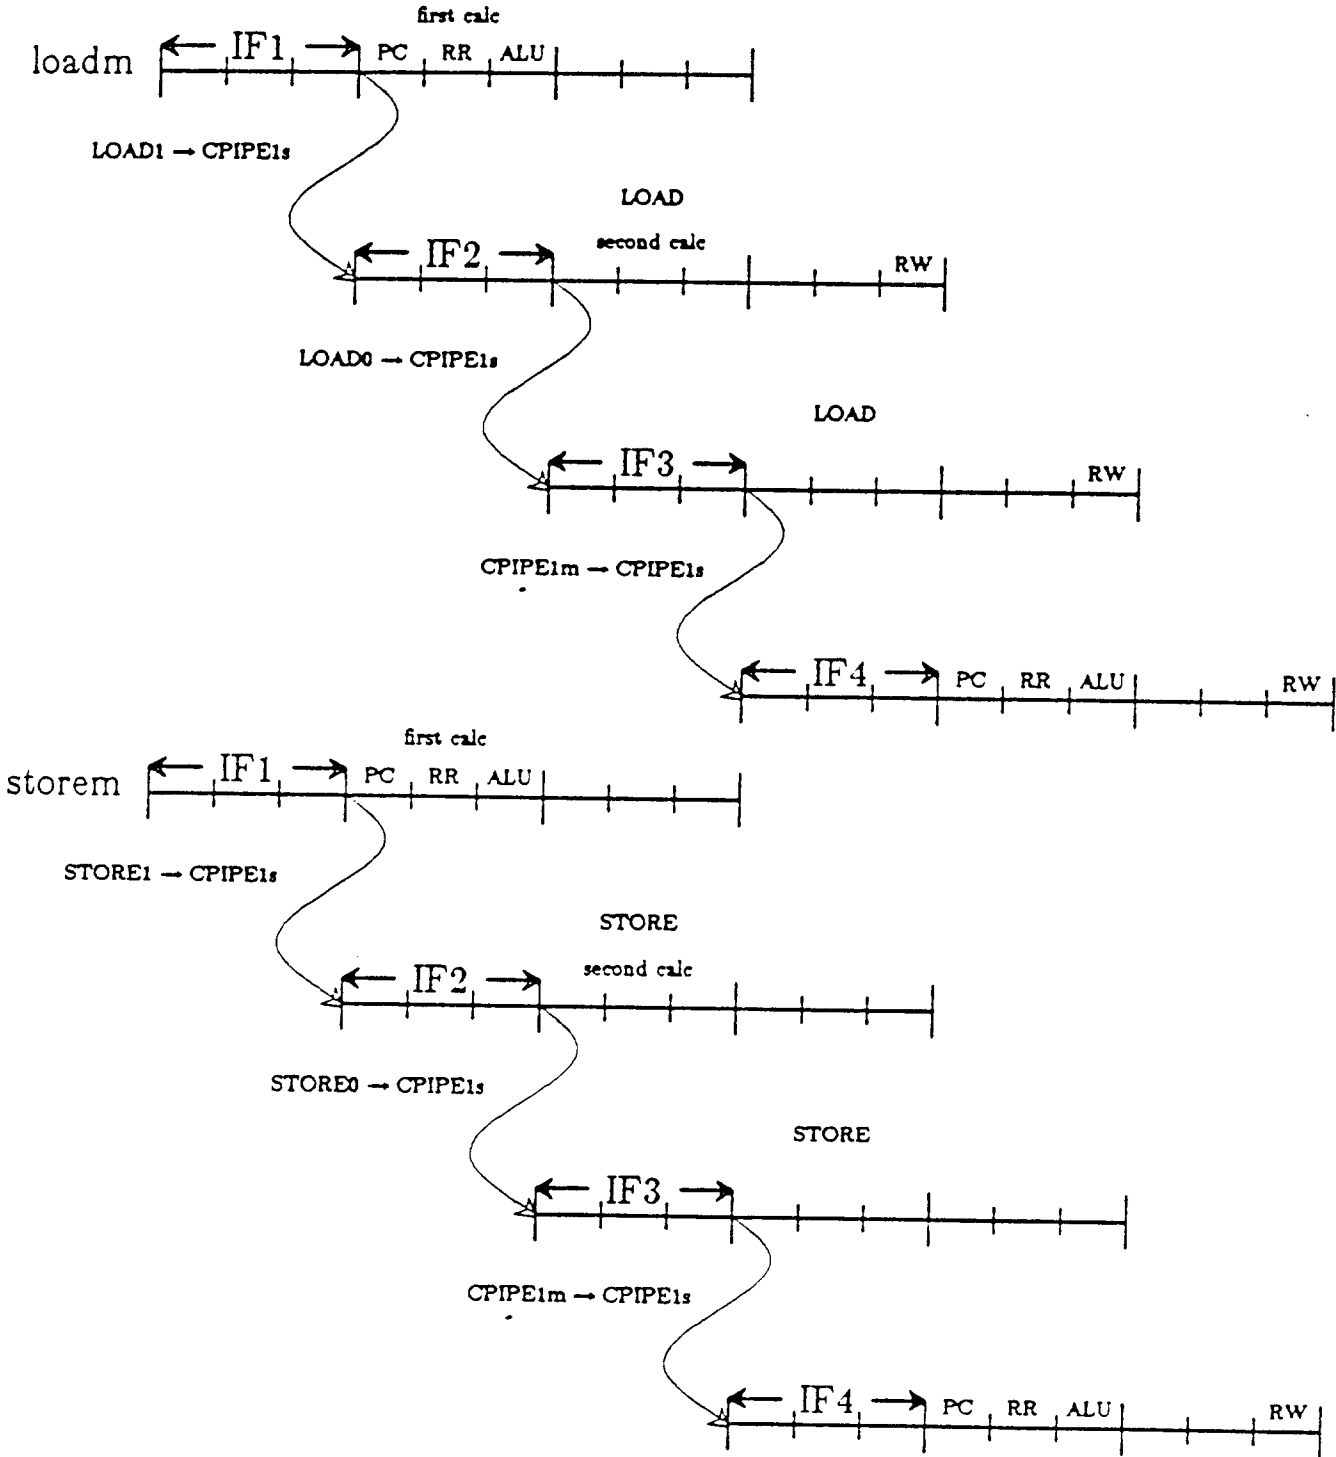 first calc
loadm IF1 PC RR ALU
LOAD1 → CPIPE1s
LOAD
IF2 second calc RW
LOAD0 → CPIPE1s
LOAD
IF3 RW
CPIPE1m → CPIPE1s
IF4 PC RR ALU RW
first calc
storem IF1 PC RR ALU
STORE1 → CPIPE1s
STORE
IF2 second calc
STORE0 → CPIPE1s
STORE
IF3
CPIPE1m → CPIPE1s
IF4 PC RR ALU RW